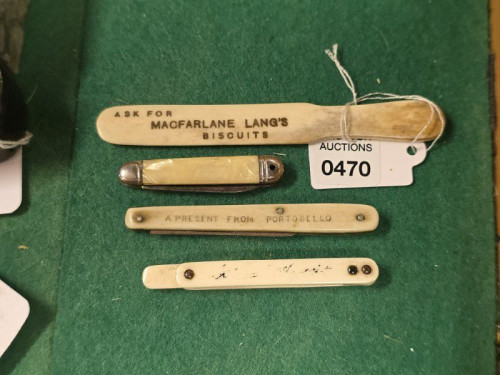 ASK FOR
MACFARLANE LANG'S
BISCUITS
AUCTIONS
0470
A PRESENT FROM PORTOBELLO